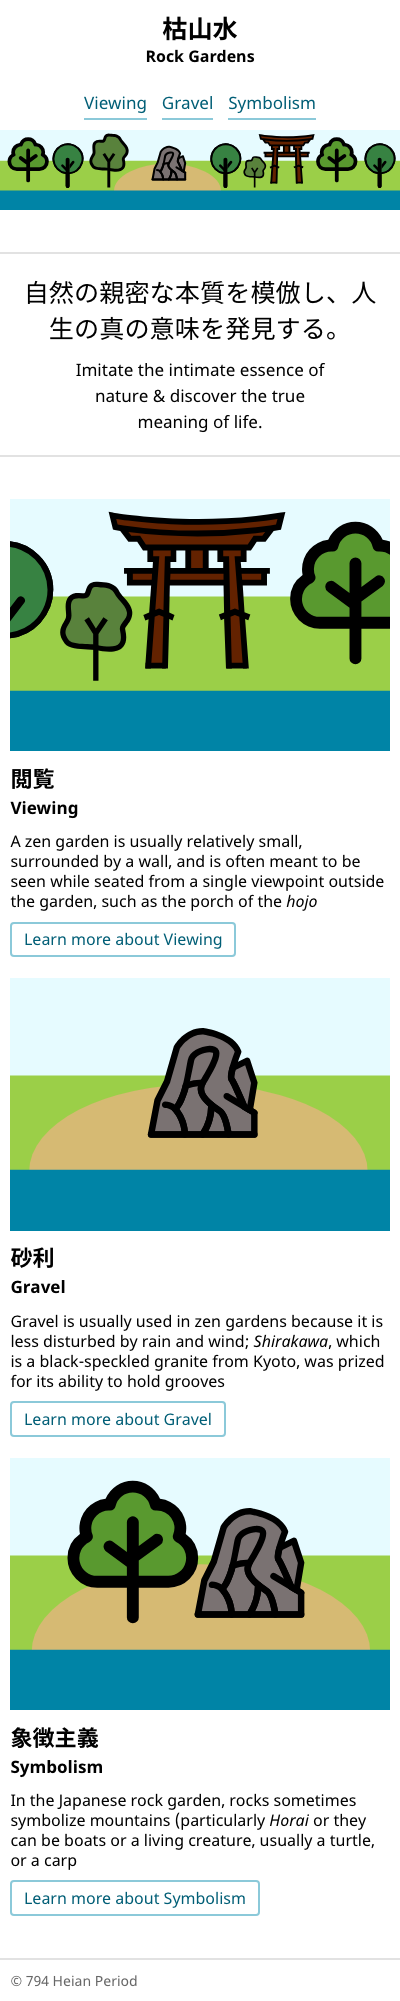 枯山水
Rock Gardens
Viewing Gravel Symbolism
自然の親密な本質を模倣し、人
生の真の意味を発見する。
Imitate the intimate essence of
nature & discover the true
meaning of life.
閲覧
Viewing
A zen garden is usually relatively small,
surrounded by a wall, and is often meant to be
seen while seated from a single viewpoint outside
the garden, such as the porch of the hojo
Learn more about Viewing
砂利
Gravel
Gravel is usually used in zen gardens because it is
less disturbed by rain and wind; Shirakawa, which
is a black-speckled granite from Kyoto, was prized
for its ability to hold grooves
Learn more about Gravel
象徴主義
Symbolism
In the Japanese rock garden, rocks sometimes
symbolize mountains (particularly Horai or they
can be boats or a living creature, usually a turtle,
or a carp
Learn more about Symbolism
© 794 Heian Period